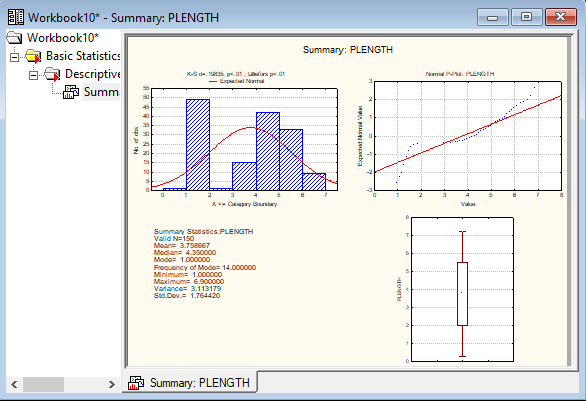 Workbook10* - Summary: PLENGTH
Workbook10*
Basic Statistics
Descriptive
Summ
Summary: PLENGTH
K-S d=.19805, p<.01 ; Lilliefors p<.01
Expected Normal
No. of obs
55
50
45
40
35
30
25
20
15
10
5
0
0 1 2 3 4 5 6 7
X <= Category Boundary
Normal P-Plot: PLENGTH
Expected Normal Value
3
2
1
0
-1
-2
-3
0 1 2 3 4 5 6 7 8
Value
Summary Statistics:PLENGTH
Valid N=150
Mean= 3.758667
Median= 4.350000
Mode= 1.000000
Frequency of Mode= 14.000000
Minimum= 1.000000
Maximum= 6.900000
Variance= 3.113179
Std.Dev.= 1.764420
PLENGTH
8
7
6
5
4
3
2
1
0
Summary: PLENGTH